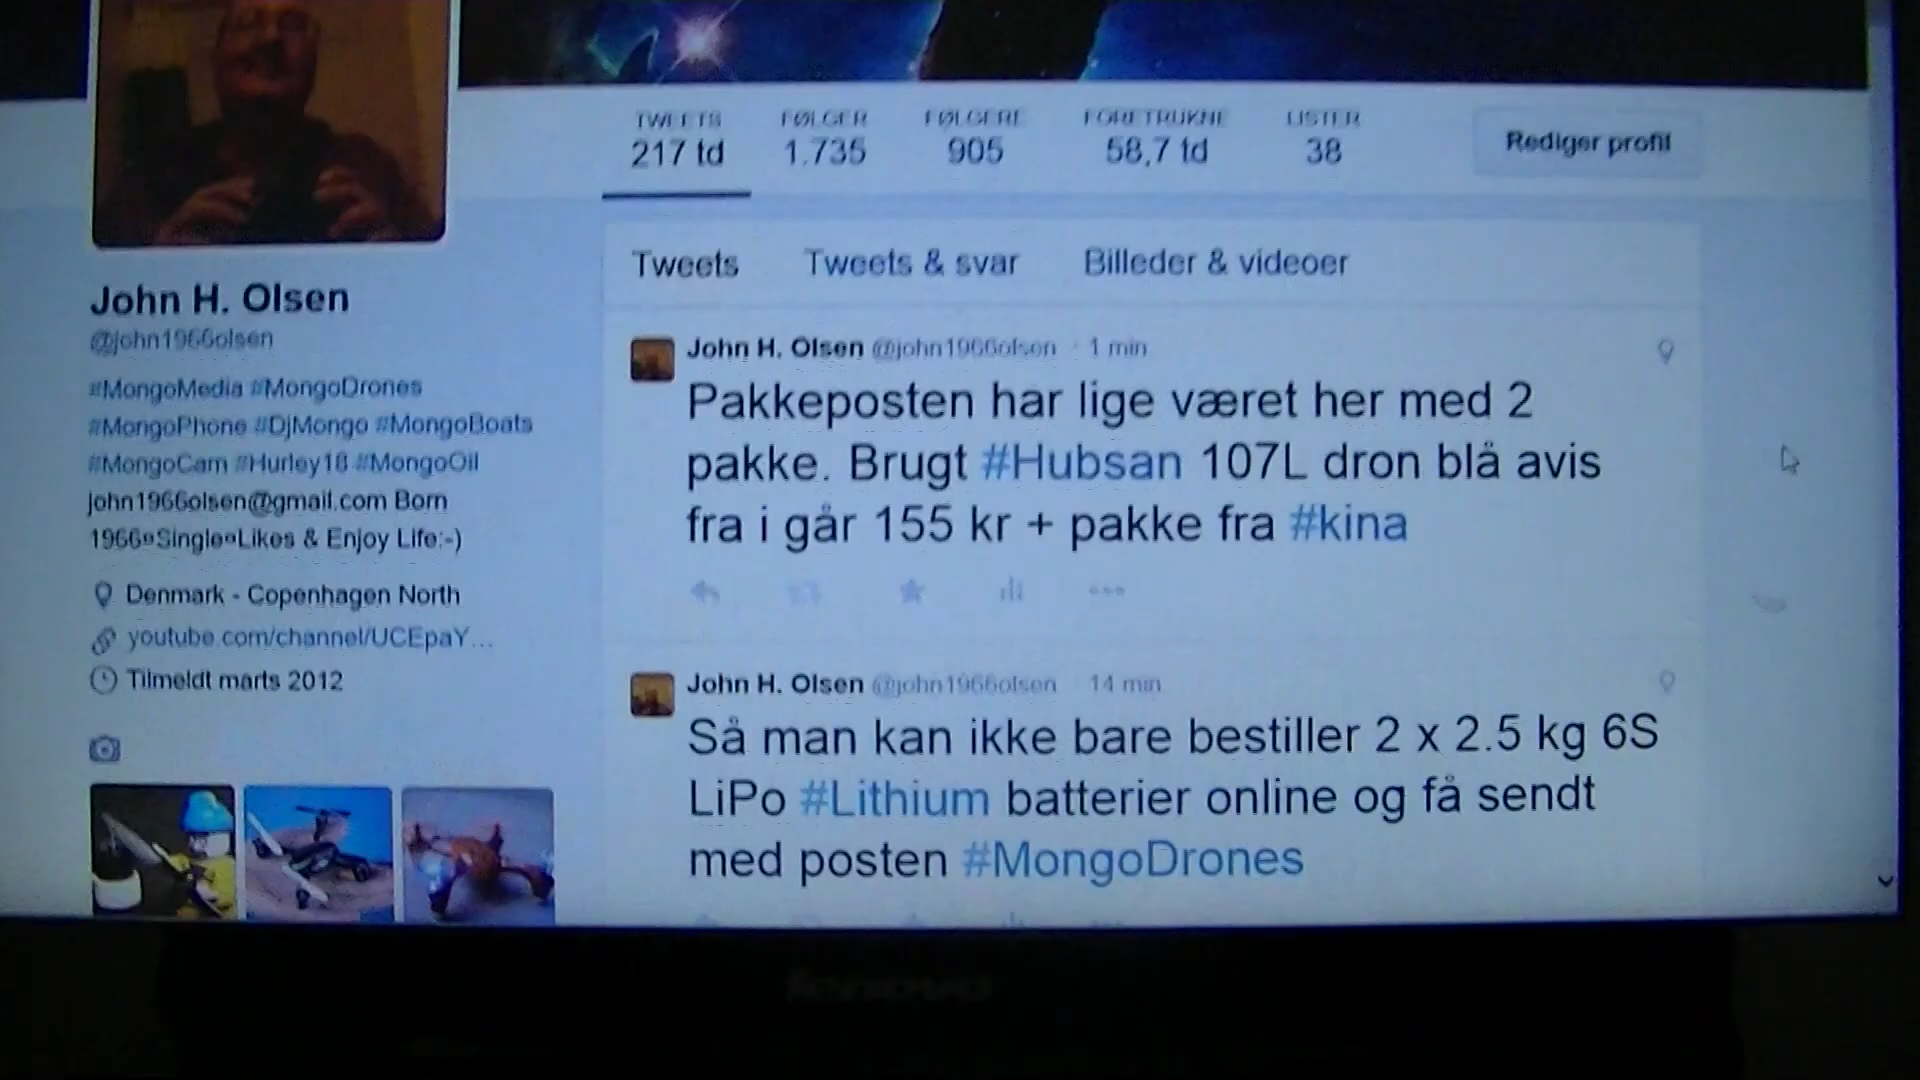 TWEETS FØLGER FØLGERE FORETRUKNE LISTER
217 td 1.735 905 58,7 td 38
Rediger profil
Tweets Tweets & svar Billeder & videoer
John H. Olsen
@john1966olsen
#MongoMedia #MongoDrones
#MongoPhone #DjMongo #MongoBoats
#MongoCam #Hurley18 #MongoOil
john1966olsen@gmail.com Born
1966¤Single¤Likes & Enjoy Life:-)
Denmark - Copenhagen North
youtube.com/channel/UCEpaY...
Tilmeldt marts 2012
John H. Olsen @john1966olsen · 1 min
Pakkeposten har lige været her med 2
pakke. Brugt #Hubsan 107L dron blå avis
fra i går 155 kr + pakke fra #kina
John H. Olsen @john1966olsen · 14 min
Så man kan ikke bare bestiller 2 x 2.5 kg 6S
LiPo #Lithium batterier online og få sendt
med posten #MongoDrones
lenovo